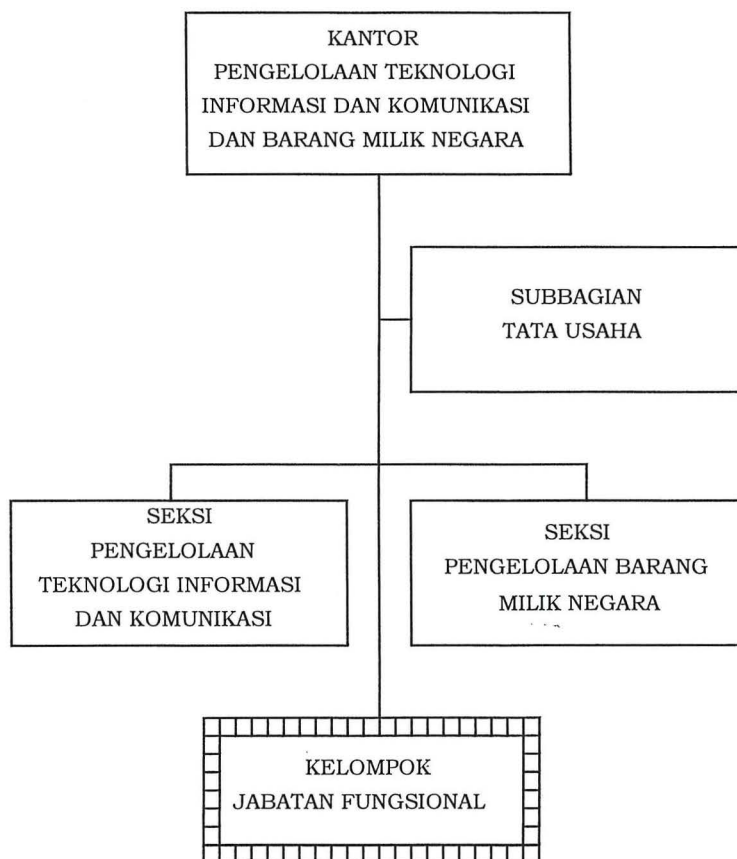 KANTOR
PENGELOLAAN TEKNOLOGI
INFORMASI DAN KOMUNIKASI
DAN BARANG MILIK NEGARA
SUBBAGIAN
TATA USAHA
SEKSI
PENGELOLAAN
TEKNOLOGI INFORMASI
DAN KOMUNIKASI
SEKSI
PENGELOLAAN BARANG
MILIK NEGARA
KELOMPOK
JABATAN FUNGSIONAL